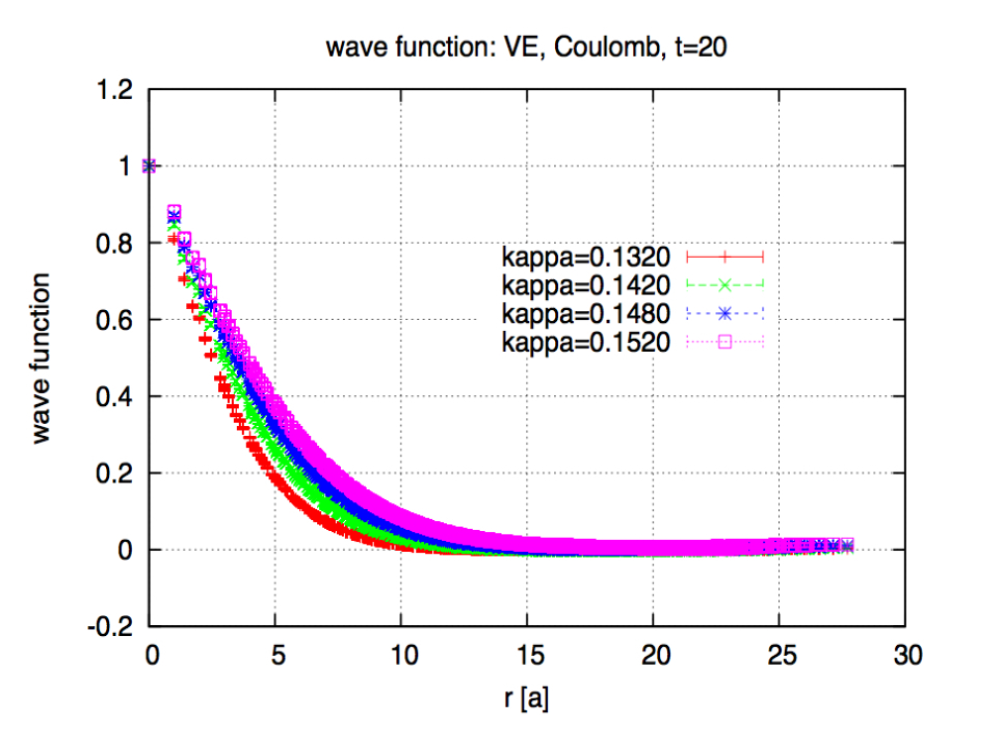 wave function: VE, Coulomb, t=20
1.2
1
0.8
0.6
0.4
0.2
0
-0.2
wave function
kappa=0.1320
kappa=0.1420
kappa=0.1480
kappa=0.1520
0 5 10 15 20 25 30
r [a]